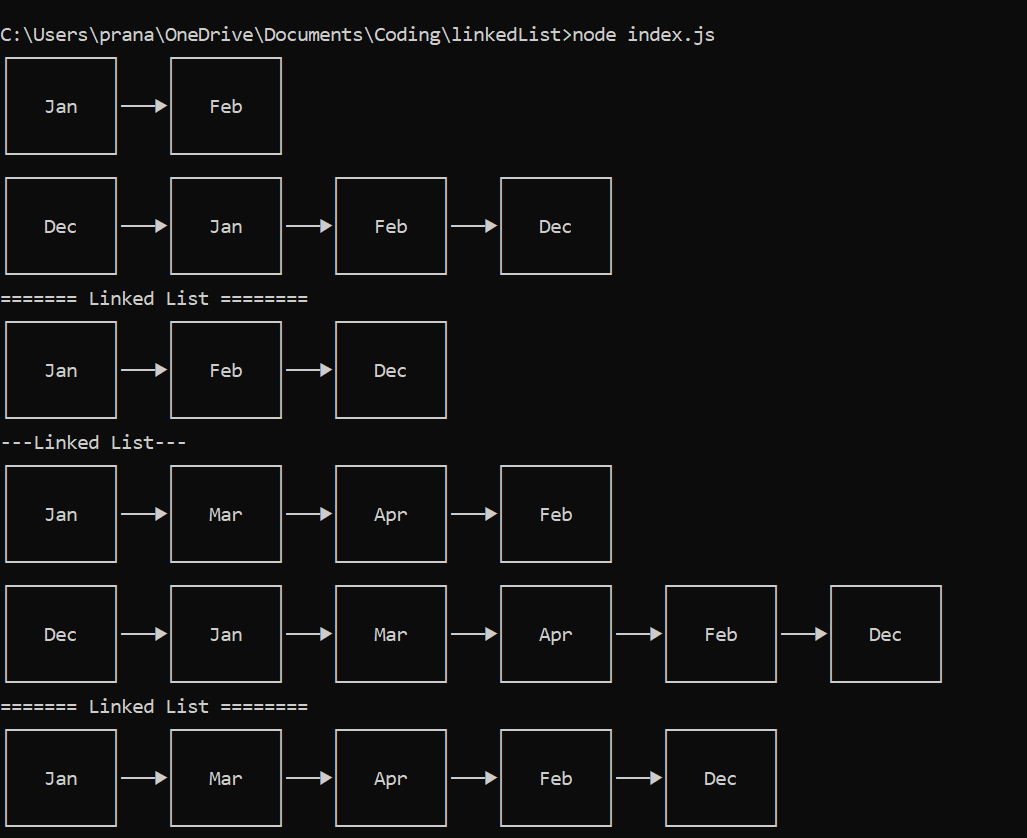 C:\Users\prana\OneDrive\Documents\Coding\linkedList>node index.js
Jan Feb
Dec Jan Feb Dec
======= Linked List ========
Jan Feb Dec
---Linked List---
Jan Mar Apr Feb
Dec Jan Mar Apr Feb Dec
======= Linked List ========
Jan Mar Apr Feb Dec